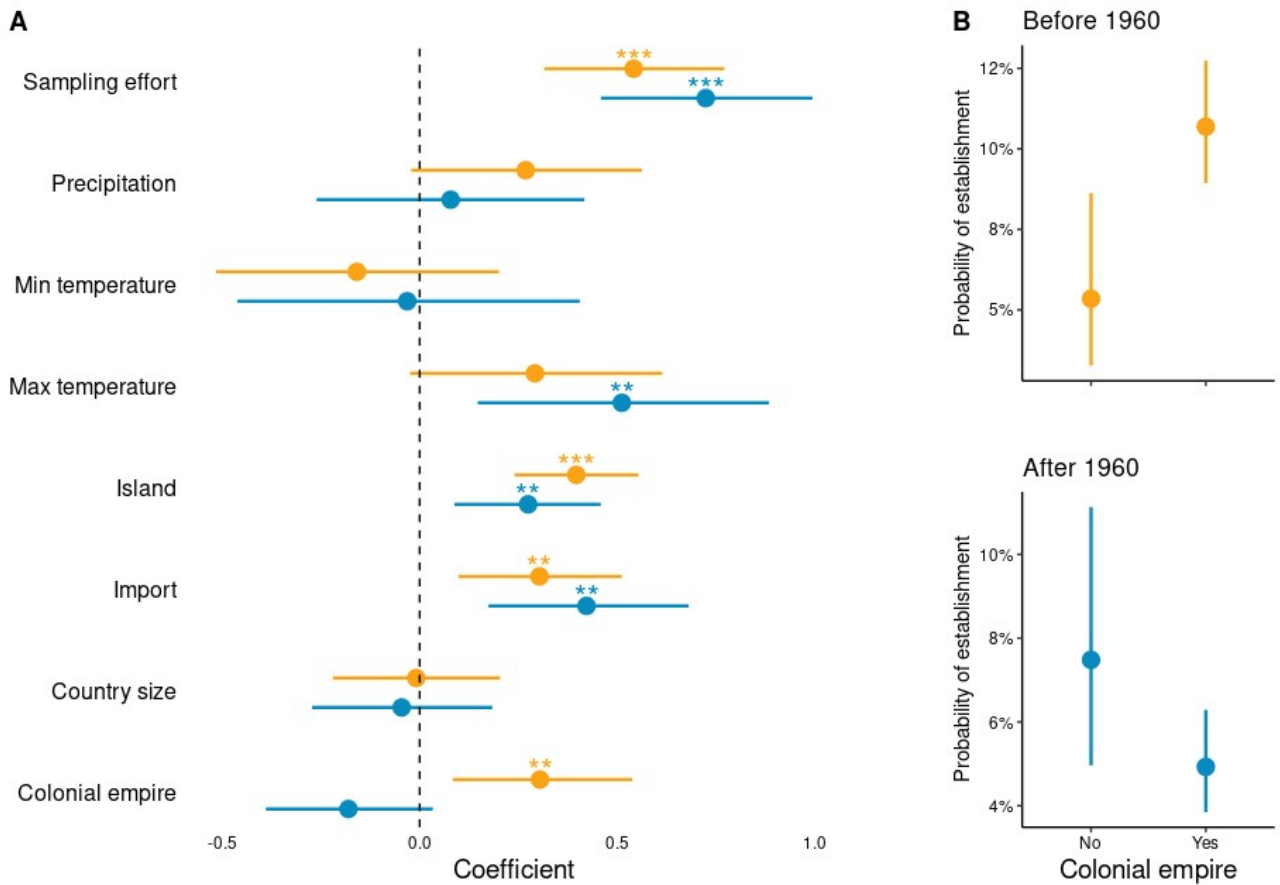 A
Sampling effort
***
***
Precipitation
Min temperature
Max temperature
**
Island
***
**
Import
**
**
Country size
Colonial empire
**
-0.5 0.0 0.5 1.0
Coefficient
B
Before 1960
Probability of establishment
12%
10%
8%
5%
After 1960
Probability of establishment
10%
8%
6%
4%
No Yes
Colonial empire